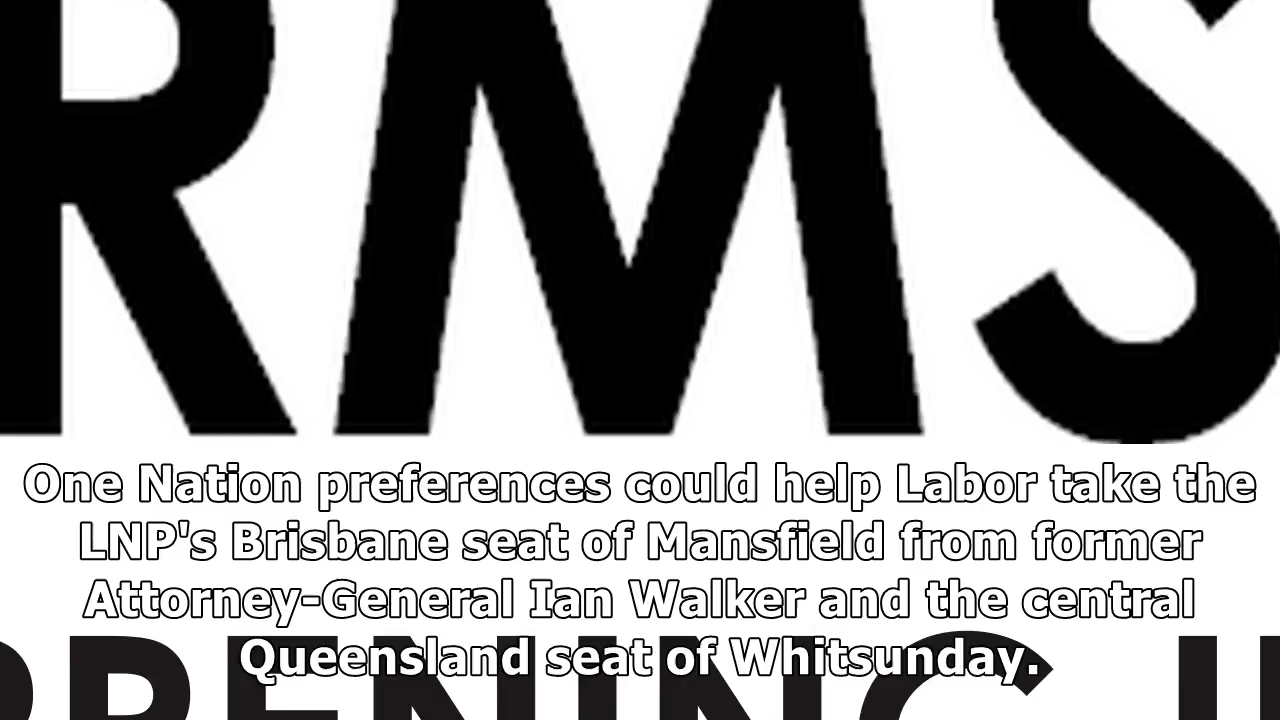 RMS
One Nation preferences could help Labor take the
LNP's Brisbane seat of Mansfield from former
Attorney-General Ian Walker and the central
Queensland seat of Whitsunday.